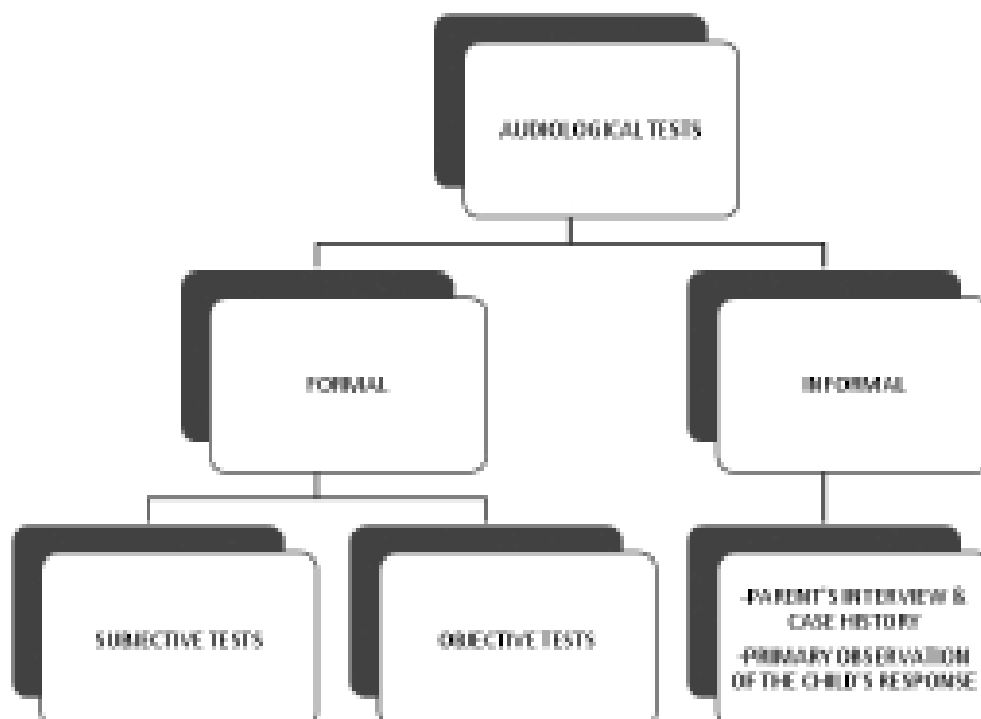 AUDIOLOGICAL TESTS
FORMAL
INFORMAL
SUBJECTIVE TESTS
OBJECTIVE TESTS
-PARENT'S INTERVIEW &
CASE HISTORY
-PRIMARY OBSERVATION
OF THE CHILD'S RESPONSE